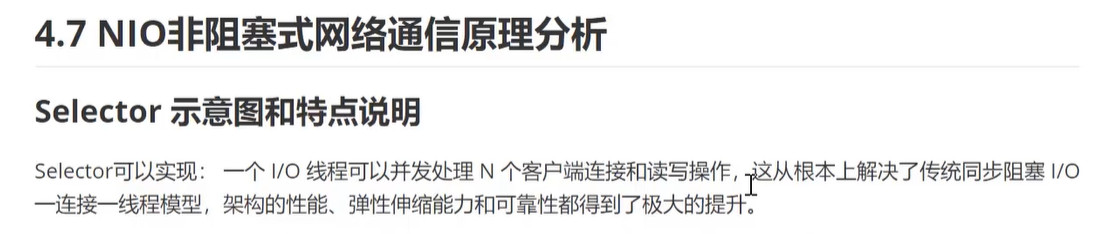 4.7 NIO非阻塞式网络通信原理分析
Selector 示意图和特点说明
Selector可以实现： 一个 I/O 线程可以并发处理 N 个客户端连接和读写操作，这从根本上解决了传统同步阻塞 I/O
一连接一线程模型，架构的性能、弹性伸缩能力和可靠性都得到了极大的提升。